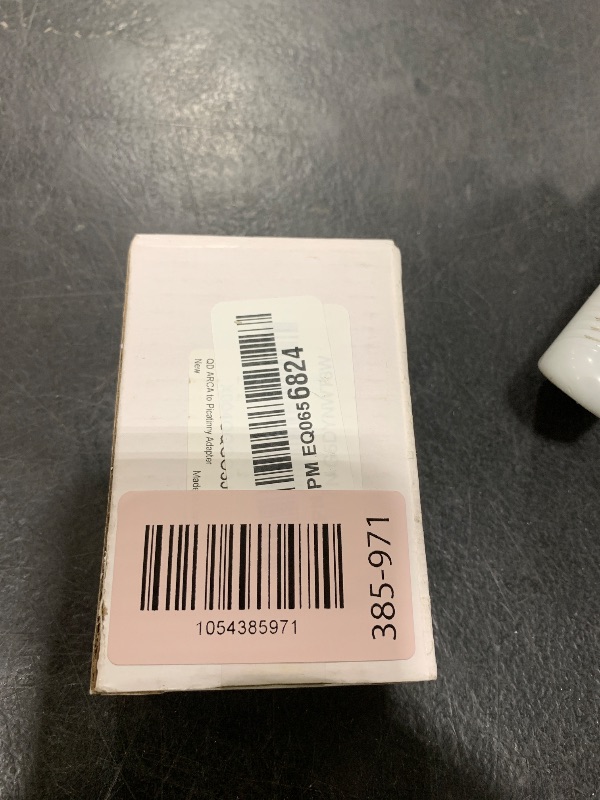 QD ARCA to Picatinny Adapter
New
PM EQ0656824
1054385971
385-971